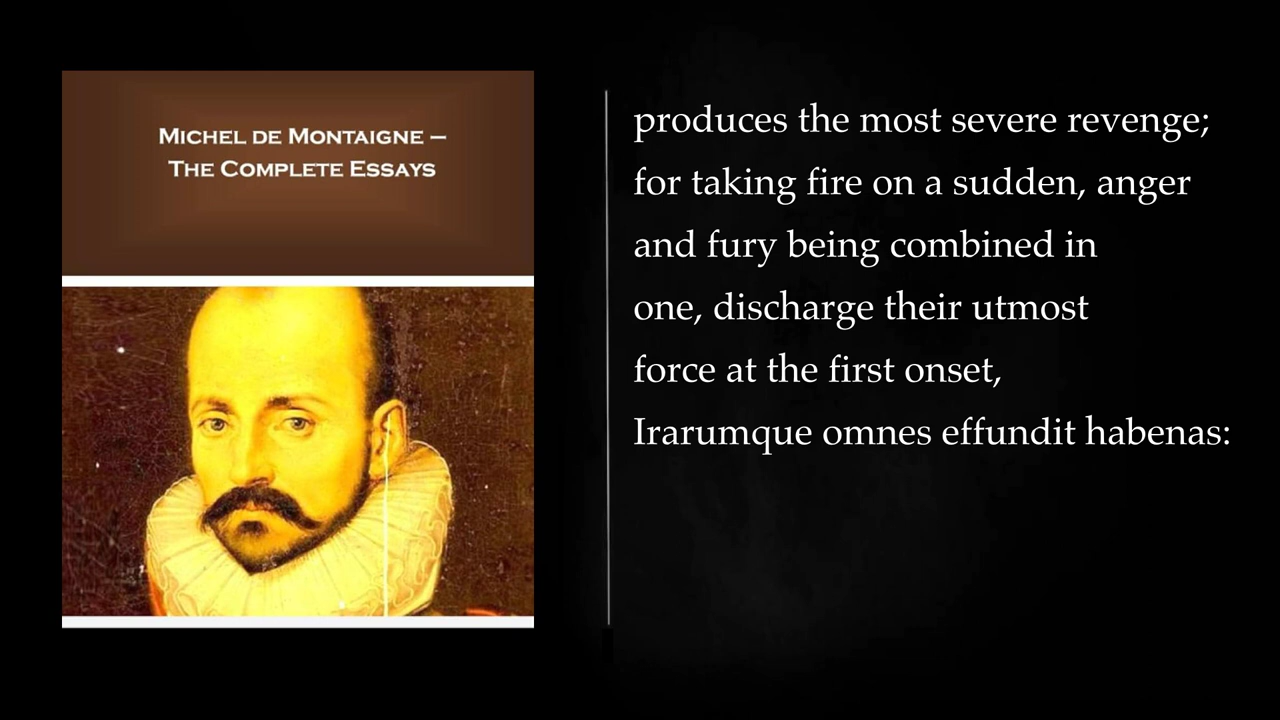 MICHEL DE MONTAIGNE –
THE COMPLETE ESSAYS
produces the most severe revenge;
for taking fire on a sudden, anger
and fury being combined in
one, discharge their utmost
force at the first onset,
Irarumque omnes effundit habenas: